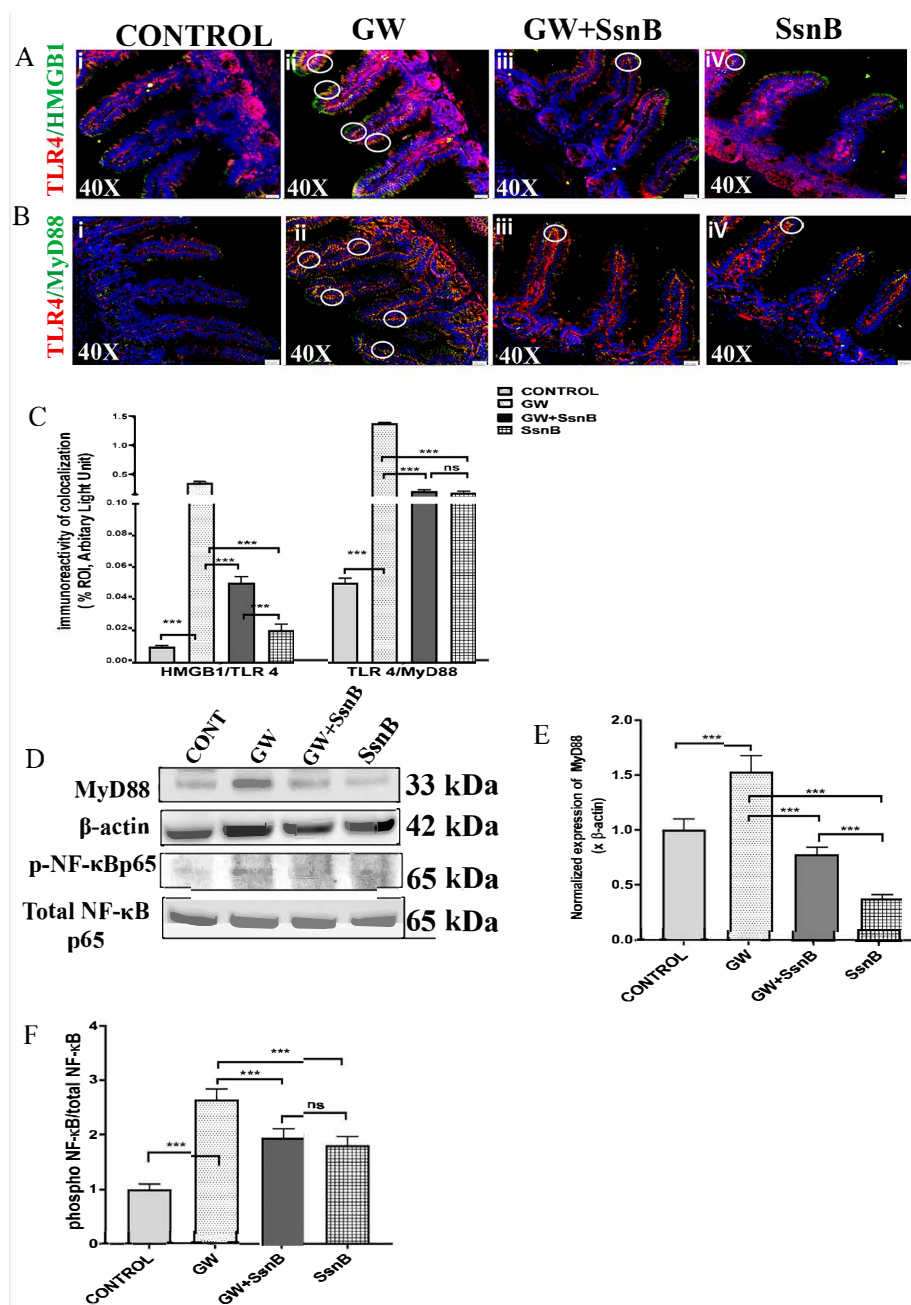 CONTROL GW GW+SsnB SsnB
A
TLR4/HMGB1
i ii iii iV
40X 40X 40X 40X
B
TLR4/MyD88
i ii iii iV
40X 40X 40X 40X
CONTROL
GW
GW+SsnB
SsnB
C
immunoreactivity of colocalization
( % ROI, Arbitary Light Unit)
1.5
1.0
0.5
0.10
0.08
0.06
0.04
0.02
0.00
*** *** *** ***
*** *** *** ns
HMGB1/TLR 4 TLR 4/MyD88
D
CONT GW GW+SsnB SsnB
MyD88 33 kDa
β-actin 42 kDa
p-NF-κBp65 65 kDa
Total NF-κB 65 kDa
p65
E
Normalized expression of MyD88
(x β-actin)
2.0
1.5
1.0
0.5
0.0
*** *** *** ***
CONTROL GW GW+SsnB SsnB
F
phospho NF-κB/total NF-κB
4
3
2
1
0
*** *** *** ns
CONTROL GW GW+SsnB SsnB